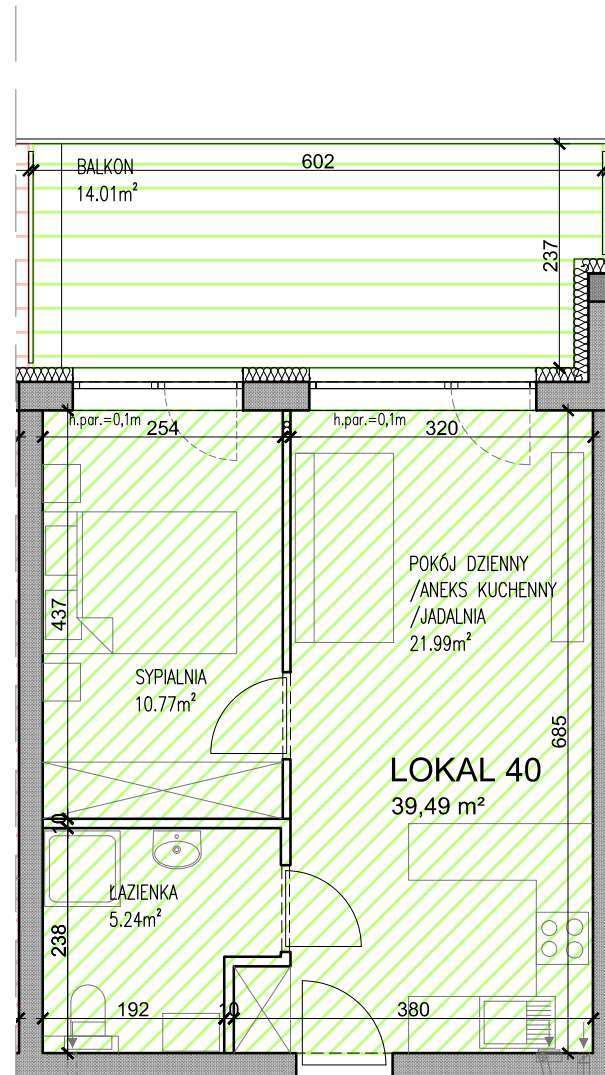 BALKON
14.01m²
602
237
h.par.=0,1m
h.par.=0,1m
254
8
320
437
POKÓJ DZIENNY
/ANEKS KUCHENNY
/JADALNIA
21.99m²
SYPIALNIA
10.77m²
685
LOKAL 40
39,49 m²
10
ŁAZIENKA
5.24m²
238
192
10
380